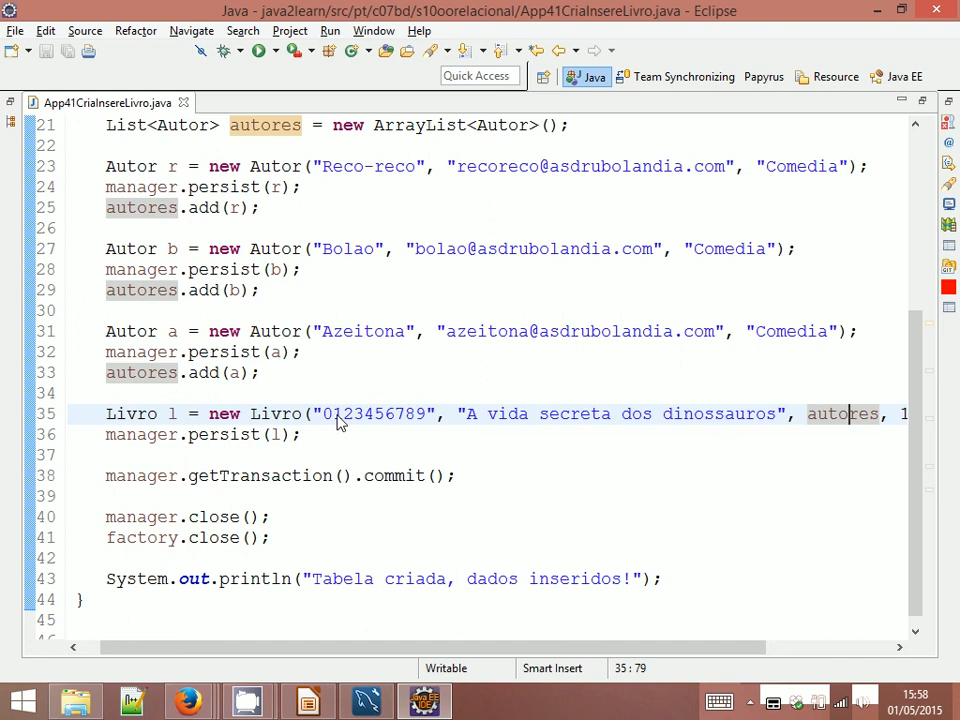 Java - java2learn/src/pt/c07bd/s10oorelacional/App41CriaInsereLivro.java - Eclipse
File Edit Source Refactor Navigate Search Project Run Window Help
Quick Access Java Team Synchronizing Papyrus Resource Java EE
App41CriaInsereLivro.java
21 List<Autor> autores = new ArrayList<Autor>();
22
23 Autor r = new Autor("Reco-reco", "recoreco@asdrubolandia.com", "Comedia");
24 manager.persist(r);
25 autores.add(r);
26
27 Autor b = new Autor("Bolao", "bolao@asdrubolandia.com", "Comedia");
28 manager.persist(b);
29 autores.add(b);
30
31 Autor a = new Autor("Azeitona", "azeitona@asdrubolandia.com", "Comedia");
32 manager.persist(a);
33 autores.add(a);
34
35 Livro l = new Livro("0123456789", "A vida secreta dos dinossauros", autores, 1
36 manager.persist(l);
37
38 manager.getTransaction().commit();
39
40 manager.close();
41 factory.close();
42
43 System.out.println("Tabela criada, dados inseridos!");
44 }
45
Writable Smart Insert 35 : 79
Java EE IDE
15:58
01/05/2015